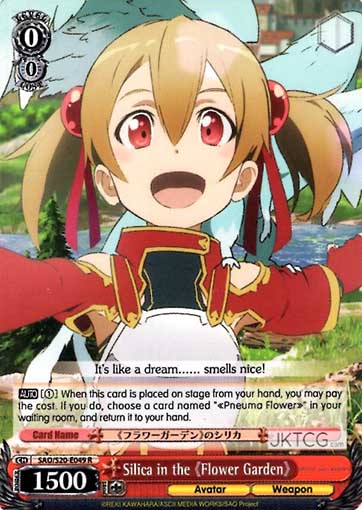 0
0
It's like a dream...... smells nice!
AUTO [①] When this card is placed on stage from your hand, you may pay
the cost. If you do, choose a card named "≪Pneuma Flower≫" in your
waiting room, and return it to your hand.
Card Name 《フラワーガーデン》のシリカ
JKTCG.com
CH SAO/S20-E049 R
POWER 1500 Silica in the 《Flower Garden》
Avatar Weapon
©REKI KAWAHARA/ASCII MEDIA WORKS/SAO Project